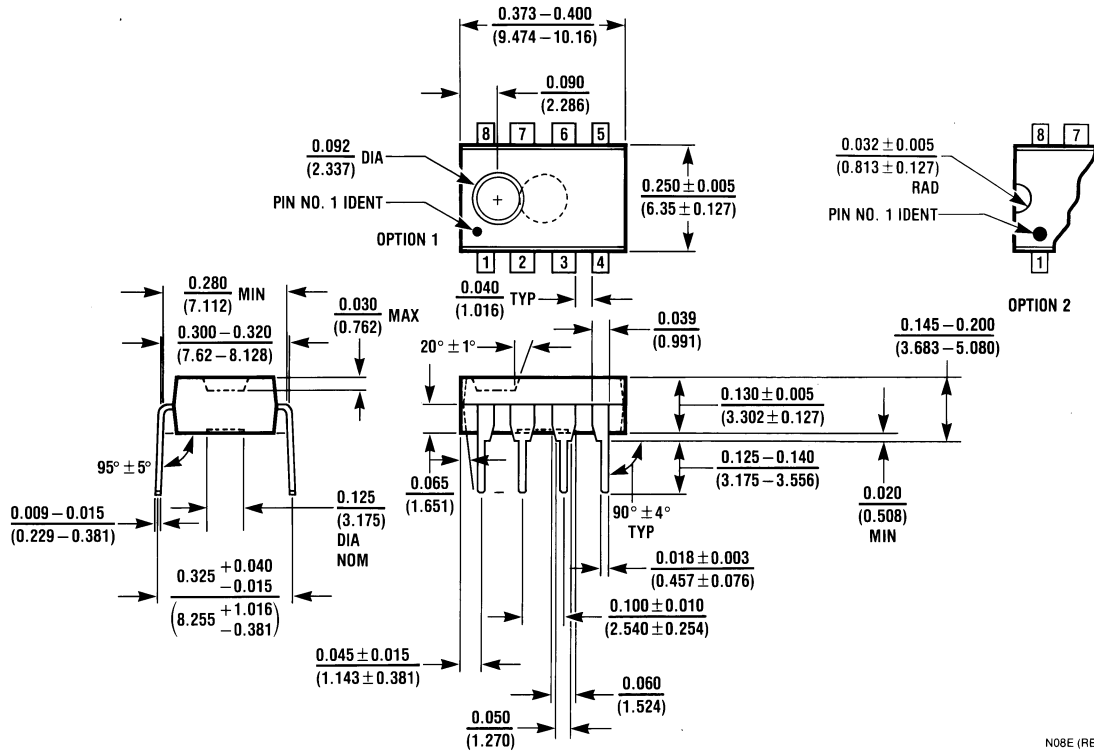 0.373 – 0.400
(9.474 – 10.16)
0.090
(2.286)
8 7 6 5
0.092 DIA
(2.337)
PIN NO. 1 IDENT
OPTION 1
0.250 ± 0.005
(6.35 ± 0.127)
1 2 3 4
8 7
0.032 ± 0.005
(0.813 ± 0.127)
RAD
PIN NO. 1 IDENT
1
OPTION 2
0.280 MIN
(7.112)
0.300 – 0.320
(7.62 – 8.128)
0.030 MAX
(0.762)
0.040 TYP
(1.016)
20° ± 1°
0.039
(0.991)
0.145 – 0.200
(3.683 – 5.080)
0.130 ± 0.005
(3.302 ± 0.127)
0.125 – 0.140
(3.175 – 3.556)
0.020
(0.508)
MIN
95° ± 5°
0.009 – 0.015
(0.229 – 0.381)
0.125
(3.175)
DIA
NOM
0.065
(1.651)
90° ± 4°
TYP
0.018 ± 0.003
(0.457 ± 0.076)
0.325 +0.040
–0.015
(8.255 +1.016
–0.381)
0.100 ± 0.010
(2.540 ± 0.254)
0.045 ± 0.015
(1.143 ± 0.381)
0.060
(1.524)
0.050
(1.270)
N08E (RE